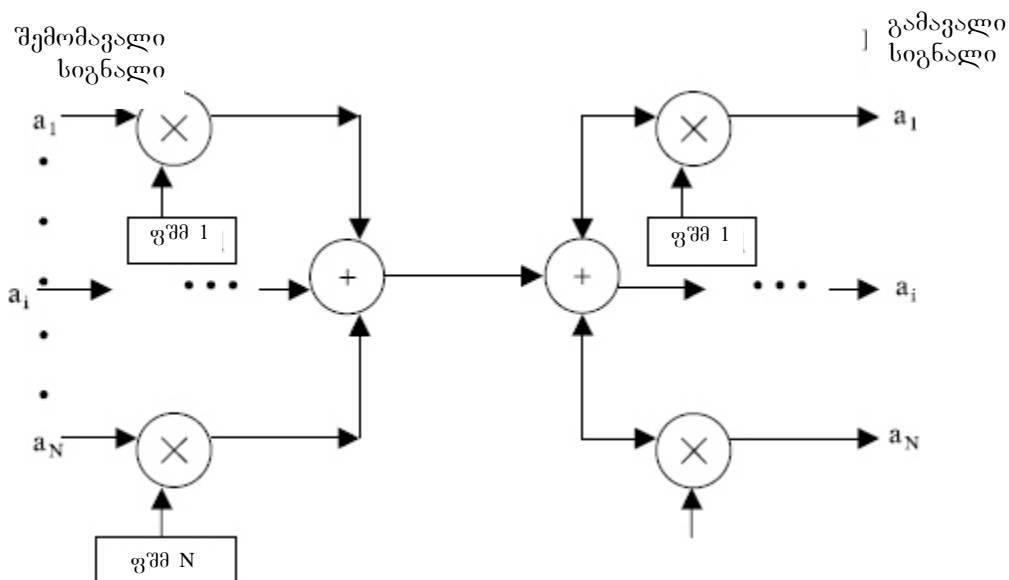 შემომავალი
სიგნალი
გამავალი
სიგნალი
a1
a1
ფშმ 1
ფშმ 1
+
+
ai
ai
aN
aN
ფშმ N